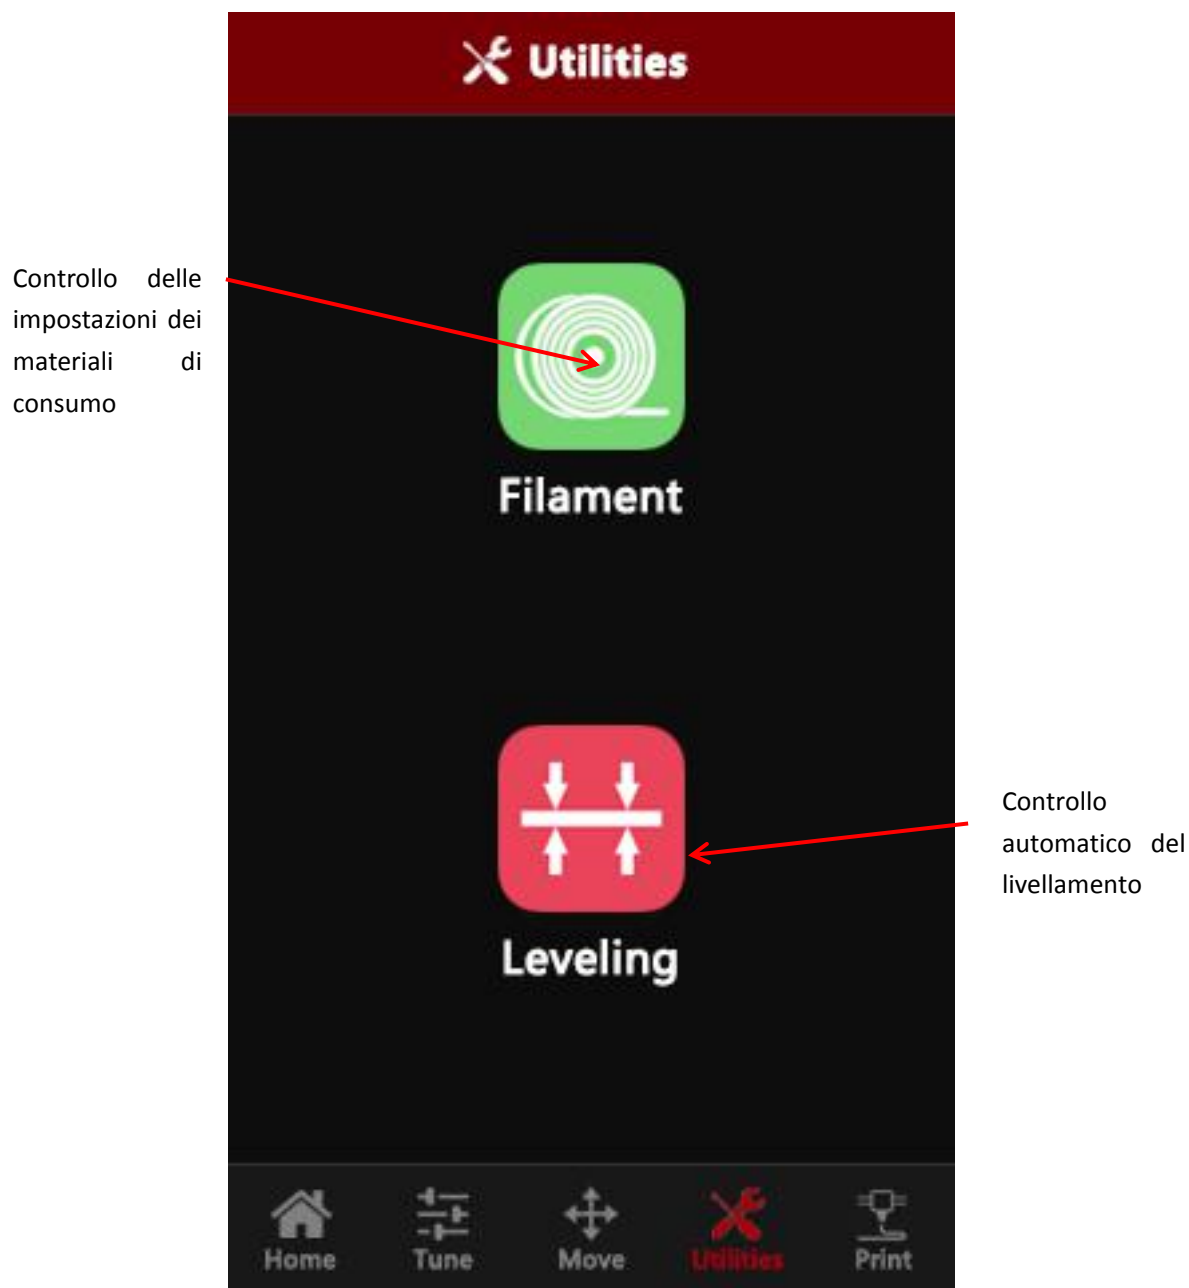 Utilities
Controllo delle
impostazioni dei
materiali di
consumo
Filament
Controllo
automatico del
livellamento
Leveling
Home Tune Move Utilities Print